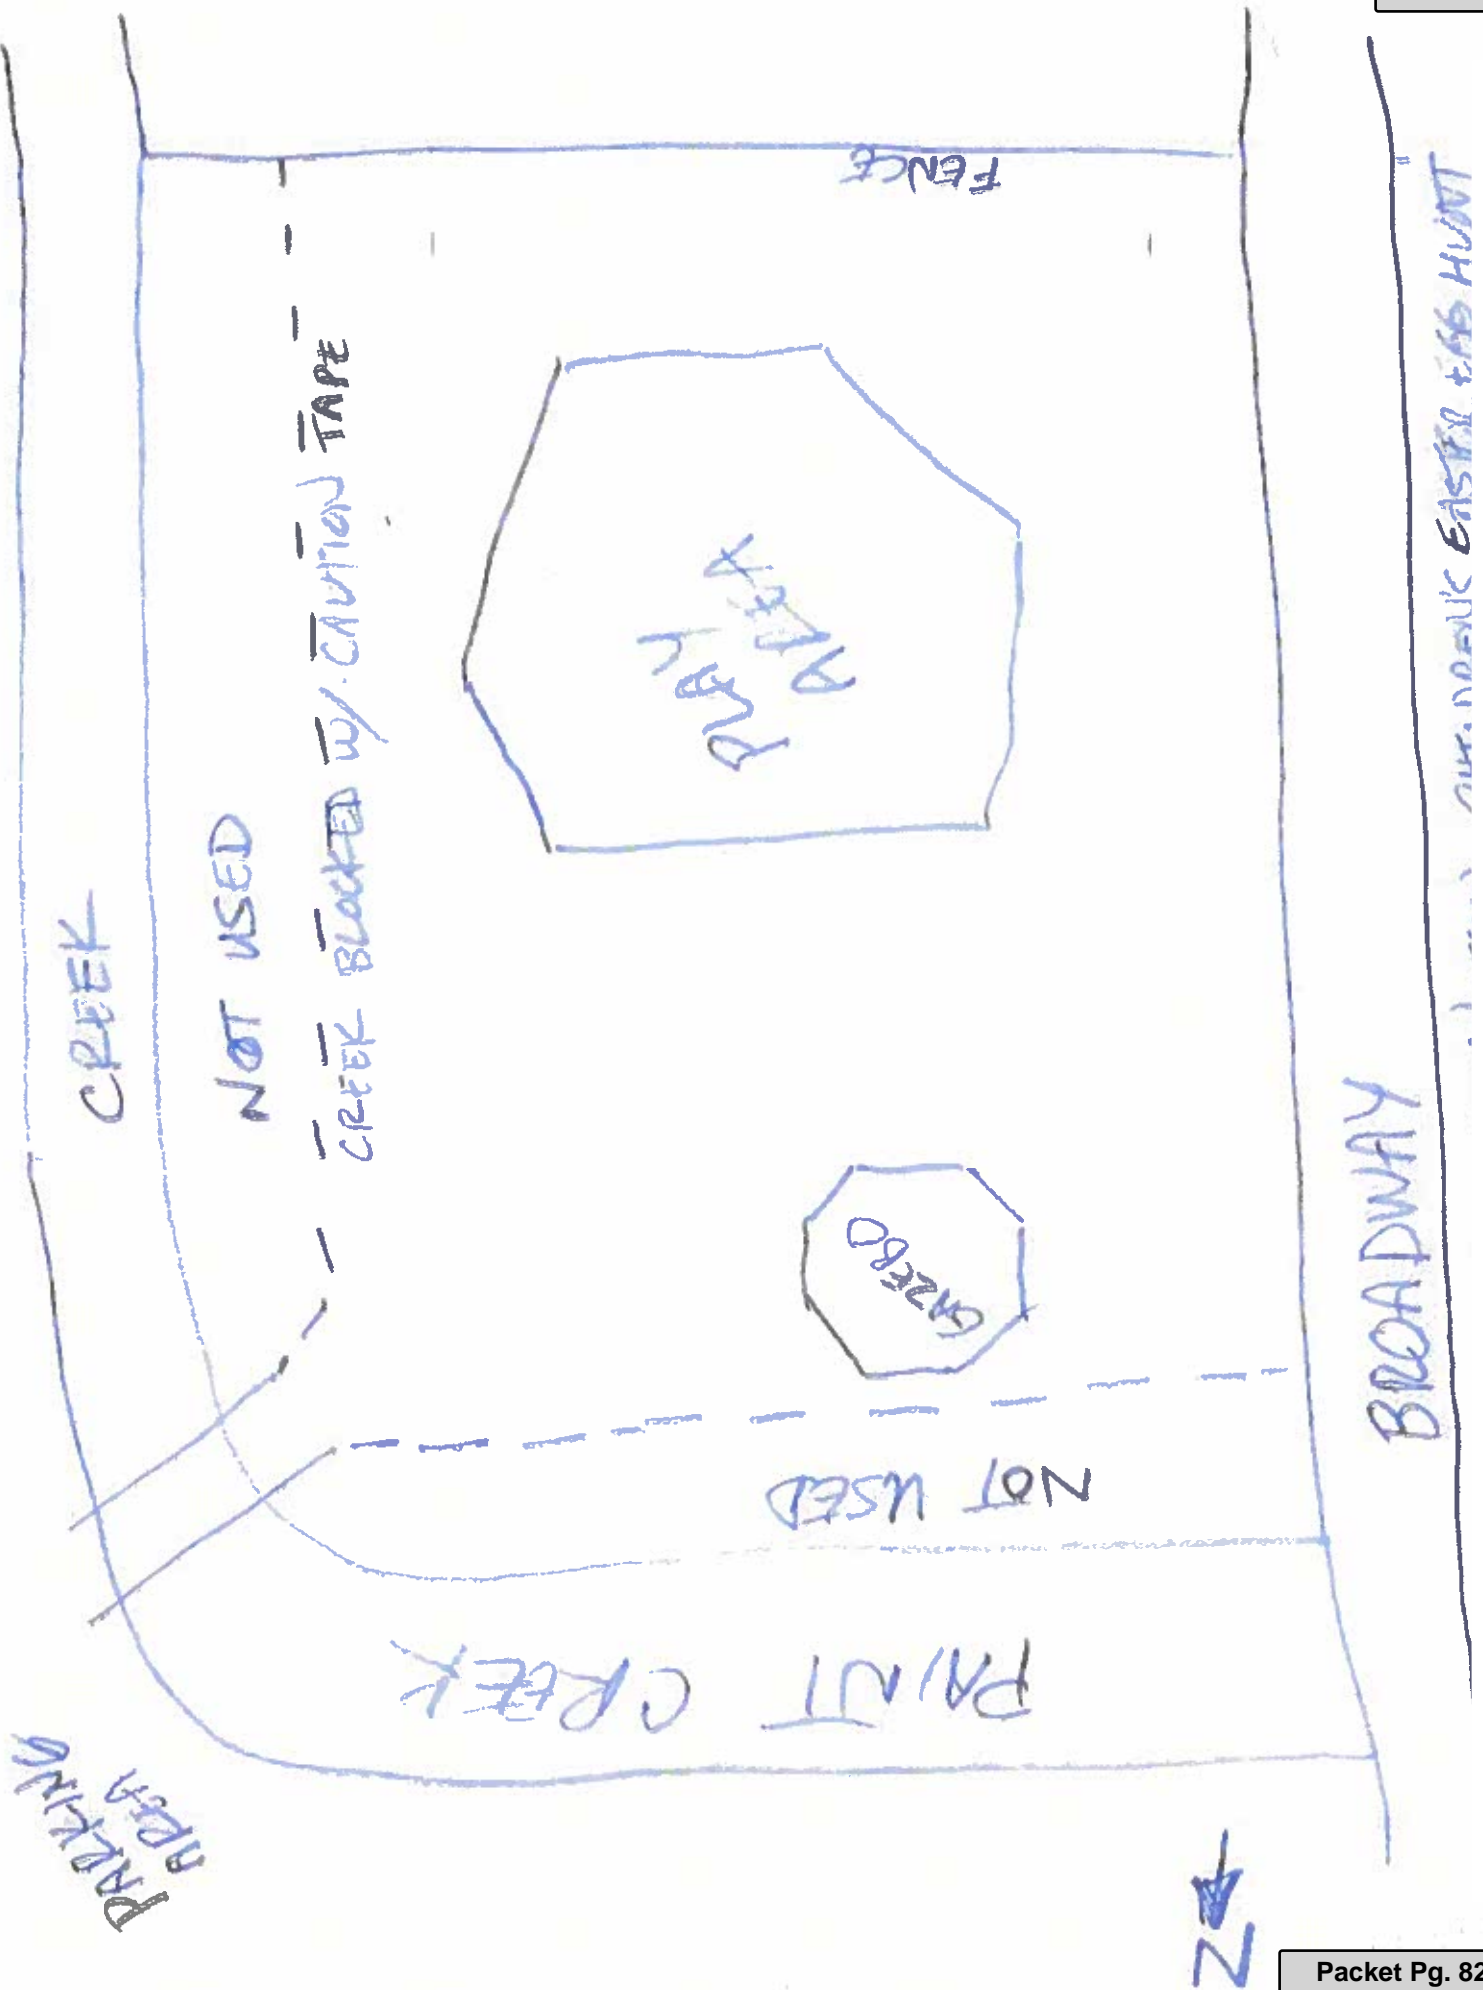 FENCE
CREEK
NOT USED
CREEK BLOCKED W/ CAUTION TAPE
PLAY
AREA
GAZEBO
NOT USED
PAINT CREEK
PARKING
AREA
BROADWAY
EASTER EGG HUNT
N
Packet Pg. 82